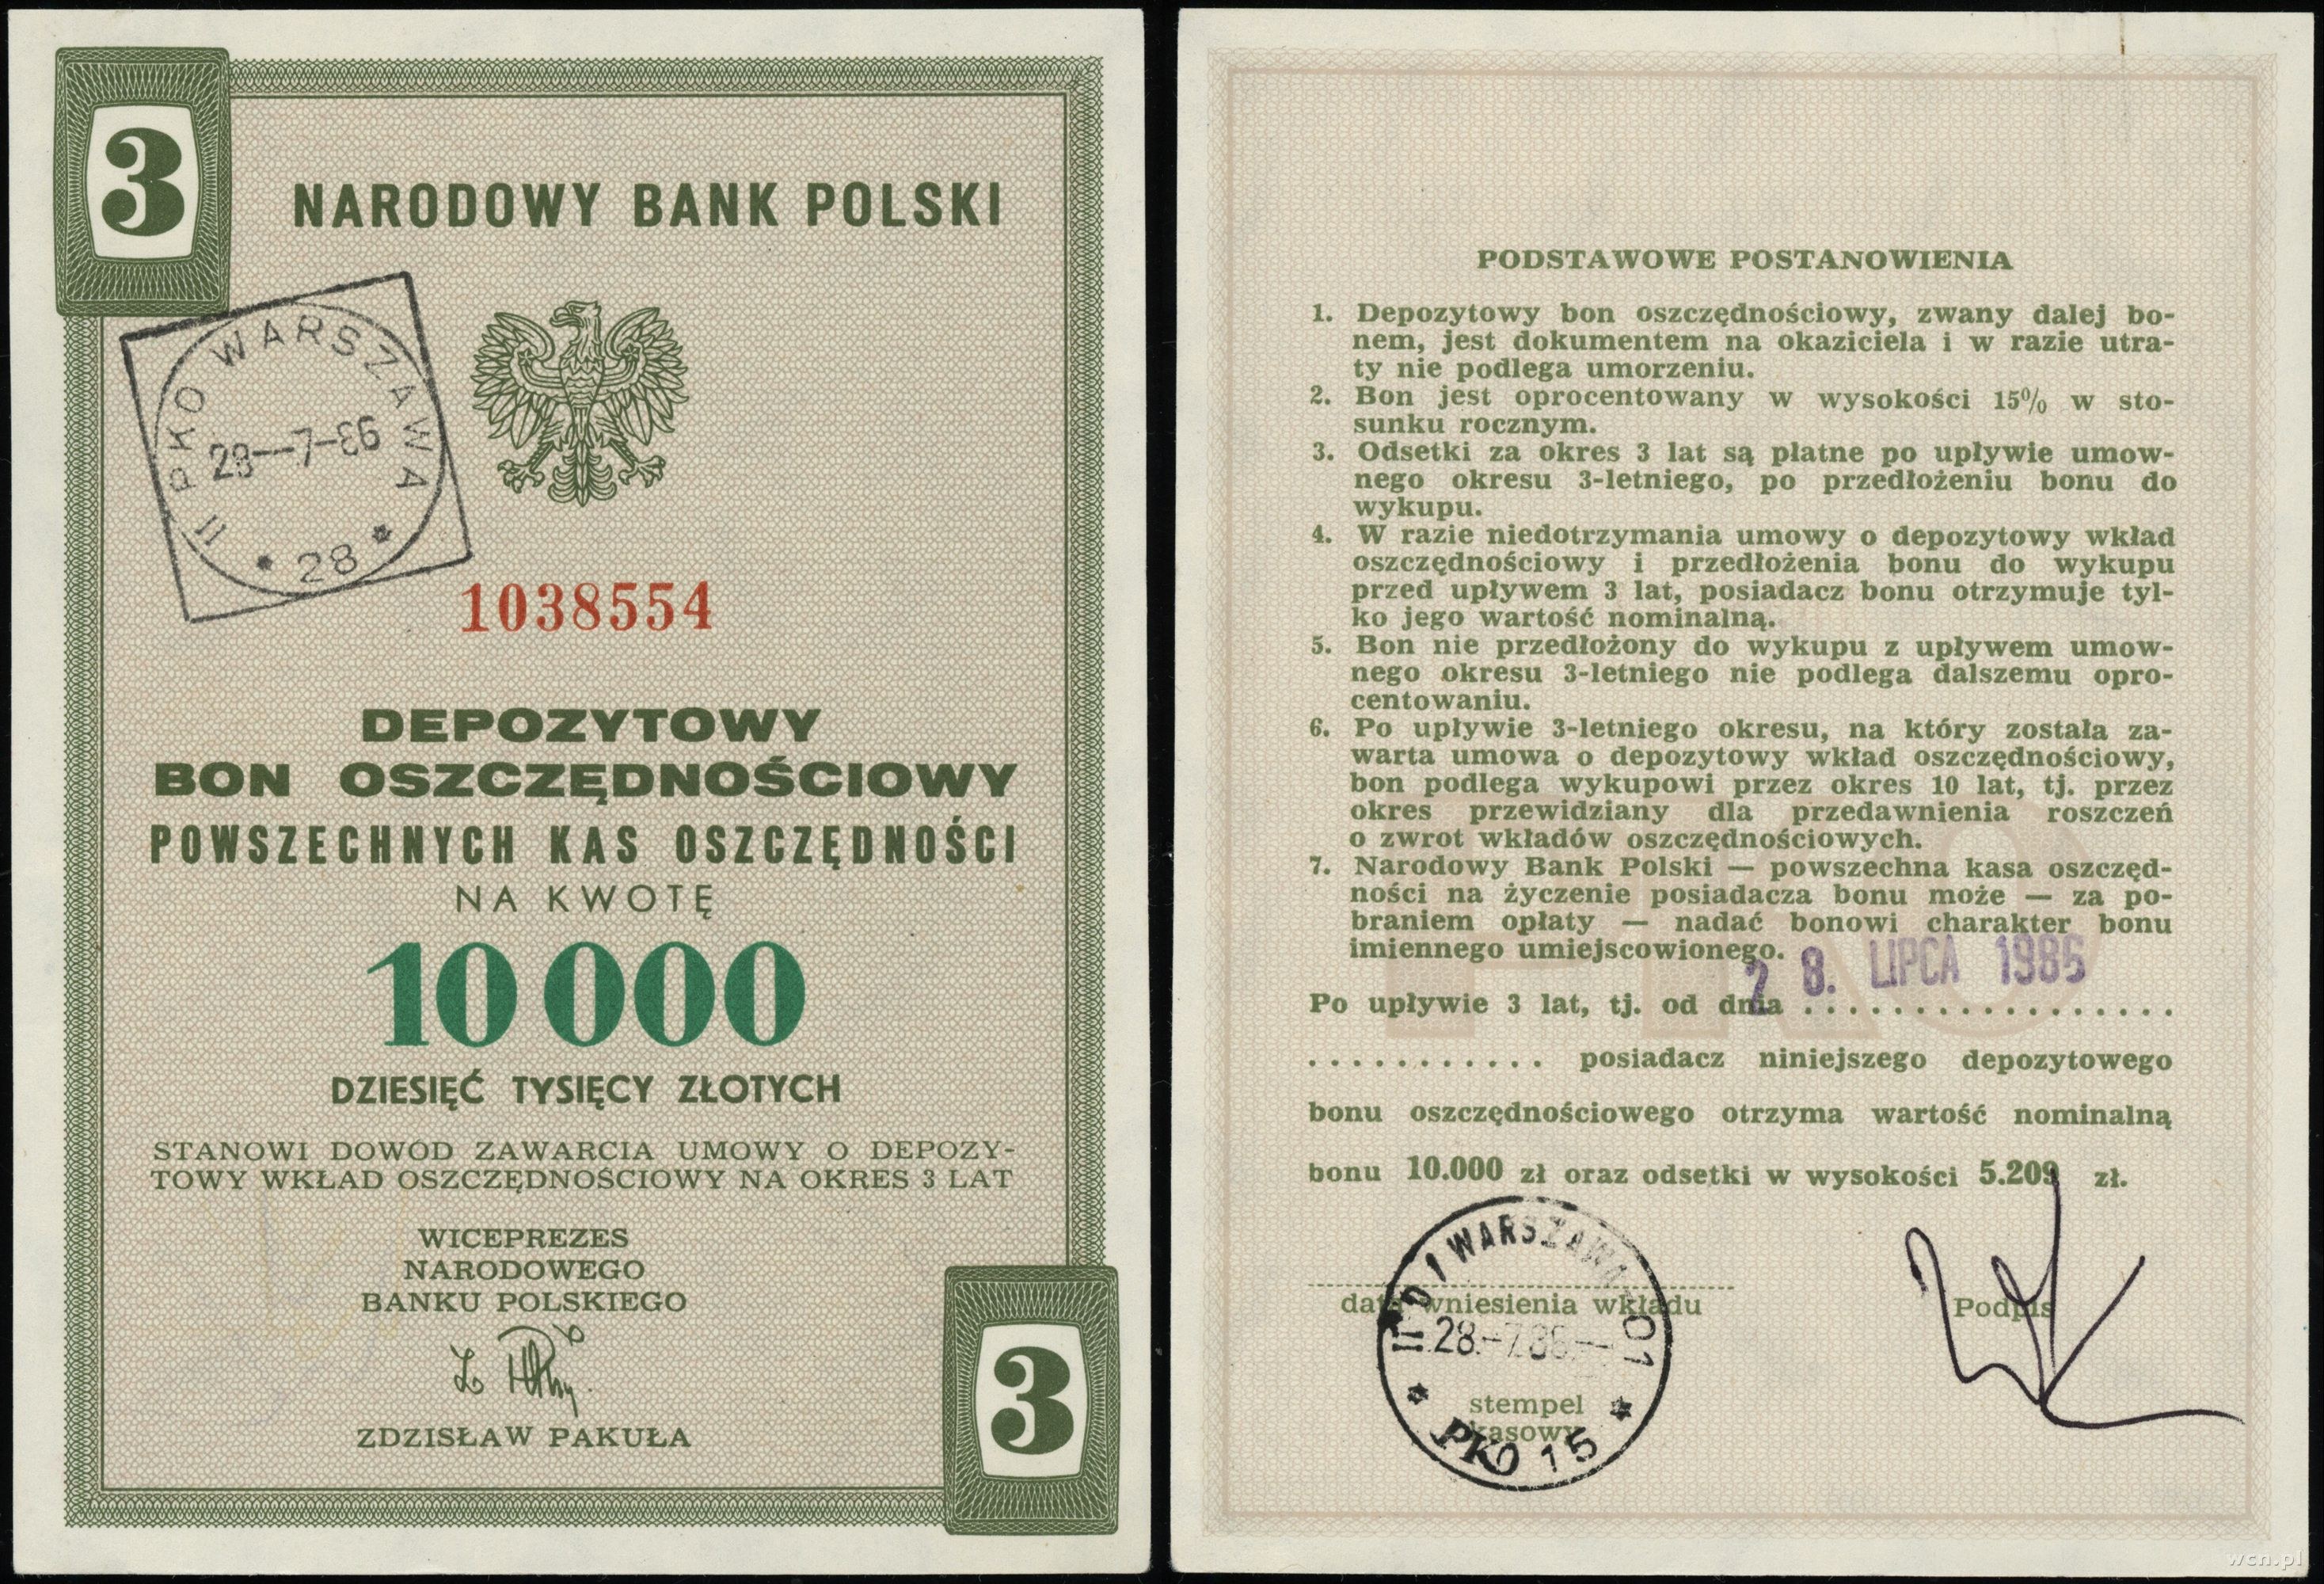 3
NARODOWY BANK POLSKI
II PKO WARSZAWA
28—7-86
* 28 *
1038554
DEPOZYTOWY
BON OSZCZĘDNOŚCIOWY
POWSZECHNYCH KAS OSZCZĘDNOŚCI
NA KWOTĘ
10 000
DZIESIĘĆ TYSIĘCY ZŁOTYCH
STANOWI DOWÓD ZAWARCIA UMOWY O DEPOZY-
TOWY WKŁAD OSZCZĘDNOŚCIOWY NA OKRES 3 LAT
WICEPREZES
NARODOWEGO
BANKU POLSKIEGO
ZDZISŁAW PAKUŁA
3
PODSTAWOWE POSTANOWIENIA
1. Depozytowy bon oszczędnościowy, zwany dalej bo-
nem, jest dokumentem na okaziciela i w razie utra-
ty nie podlega umorzeniu.
2. Bon jest oprocentowany w wysokości 15% w sto-
sunku rocznym.
3. Odsetki za okres 3 lat są płatne po upływie umow-
nego okresu 3-letniego, po przedłożeniu bonu do
wykupu.
4. W razie niedotrzymania umowy o depozytowy wkład
oszczędnościowy i przedłożenia bonu do wykupu
przed upływem 3 lat, posiadacz bonu otrzymuje tyl-
ko jego wartość nominalną.
5. Bon nie przedłożony do wykupu z upływem umow-
nego okresu 3-letniego nie podlega dalszemu opro-
centowaniu.
6. Po upływie 3-letniego okresu, na który została za-
warta umowa o depozytowy wkład oszczędnościowy,
bon podlega wykupowi przez okres 10 lat, tj. przez
okres przewidziany dla przedawnienia roszczeń
o zwrot wkładów oszczędnościowych.
7. Narodowy Bank Polski — powszechna kasa oszczęd-
ności na życzenie posiadacza bonu może — za po-
braniem opłaty — nadać bonowi charakter bonu
imiennego umiejscowionego.
28. LIPCA 1986
Po upływie 3 lat, tj. od dnia ..................
........... posiadacz niniejszego depozytowego
bonu oszczędnościowego otrzyma wartość nominalną
bonu 10.000 zł oraz odsetki w wysokości 5.209 zł.
data wniesienia wkładu
Podpis
WARSZAWA 01
28.-7.86.-
stempel
kasowy
* PKO 15 *
PKO
wcn.pl